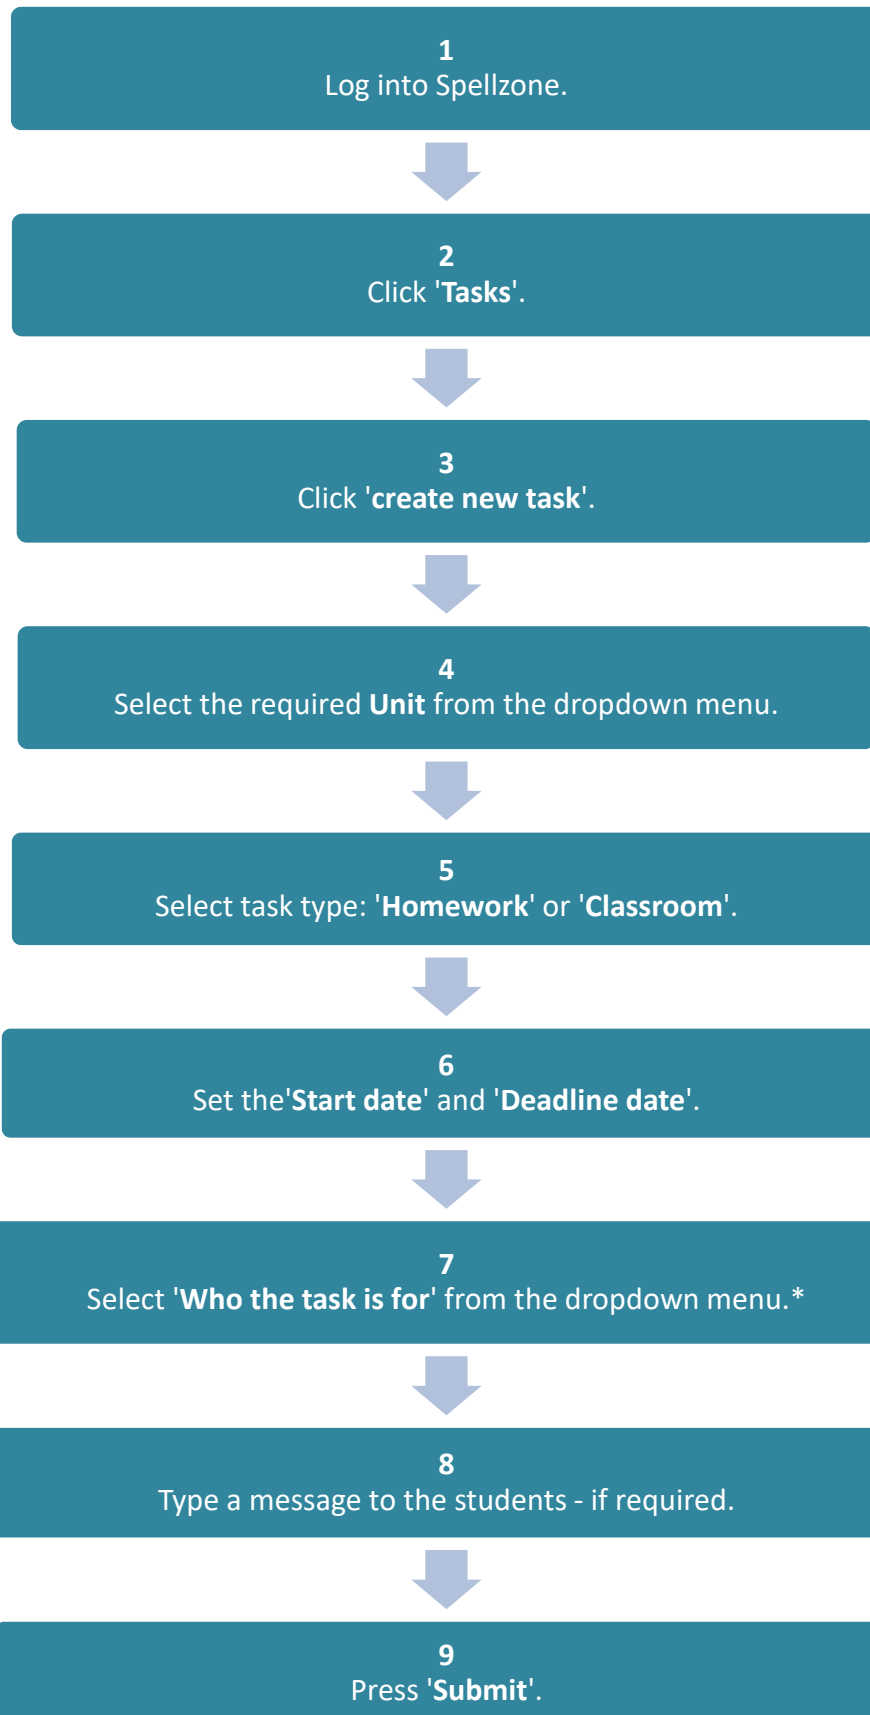 1
Log into Spellzone.
2
Click 'Tasks'.
3
Click 'create new task'.
4
Select the required Unit from the dropdown menu.
5
Select task type: 'Homework' or 'Classroom'.
6
Set the'Start date' and 'Deadline date'.
7
Select 'Who the task is for' from the dropdown menu.*
8
Type a message to the students - if required.
9
Press 'Submit'.